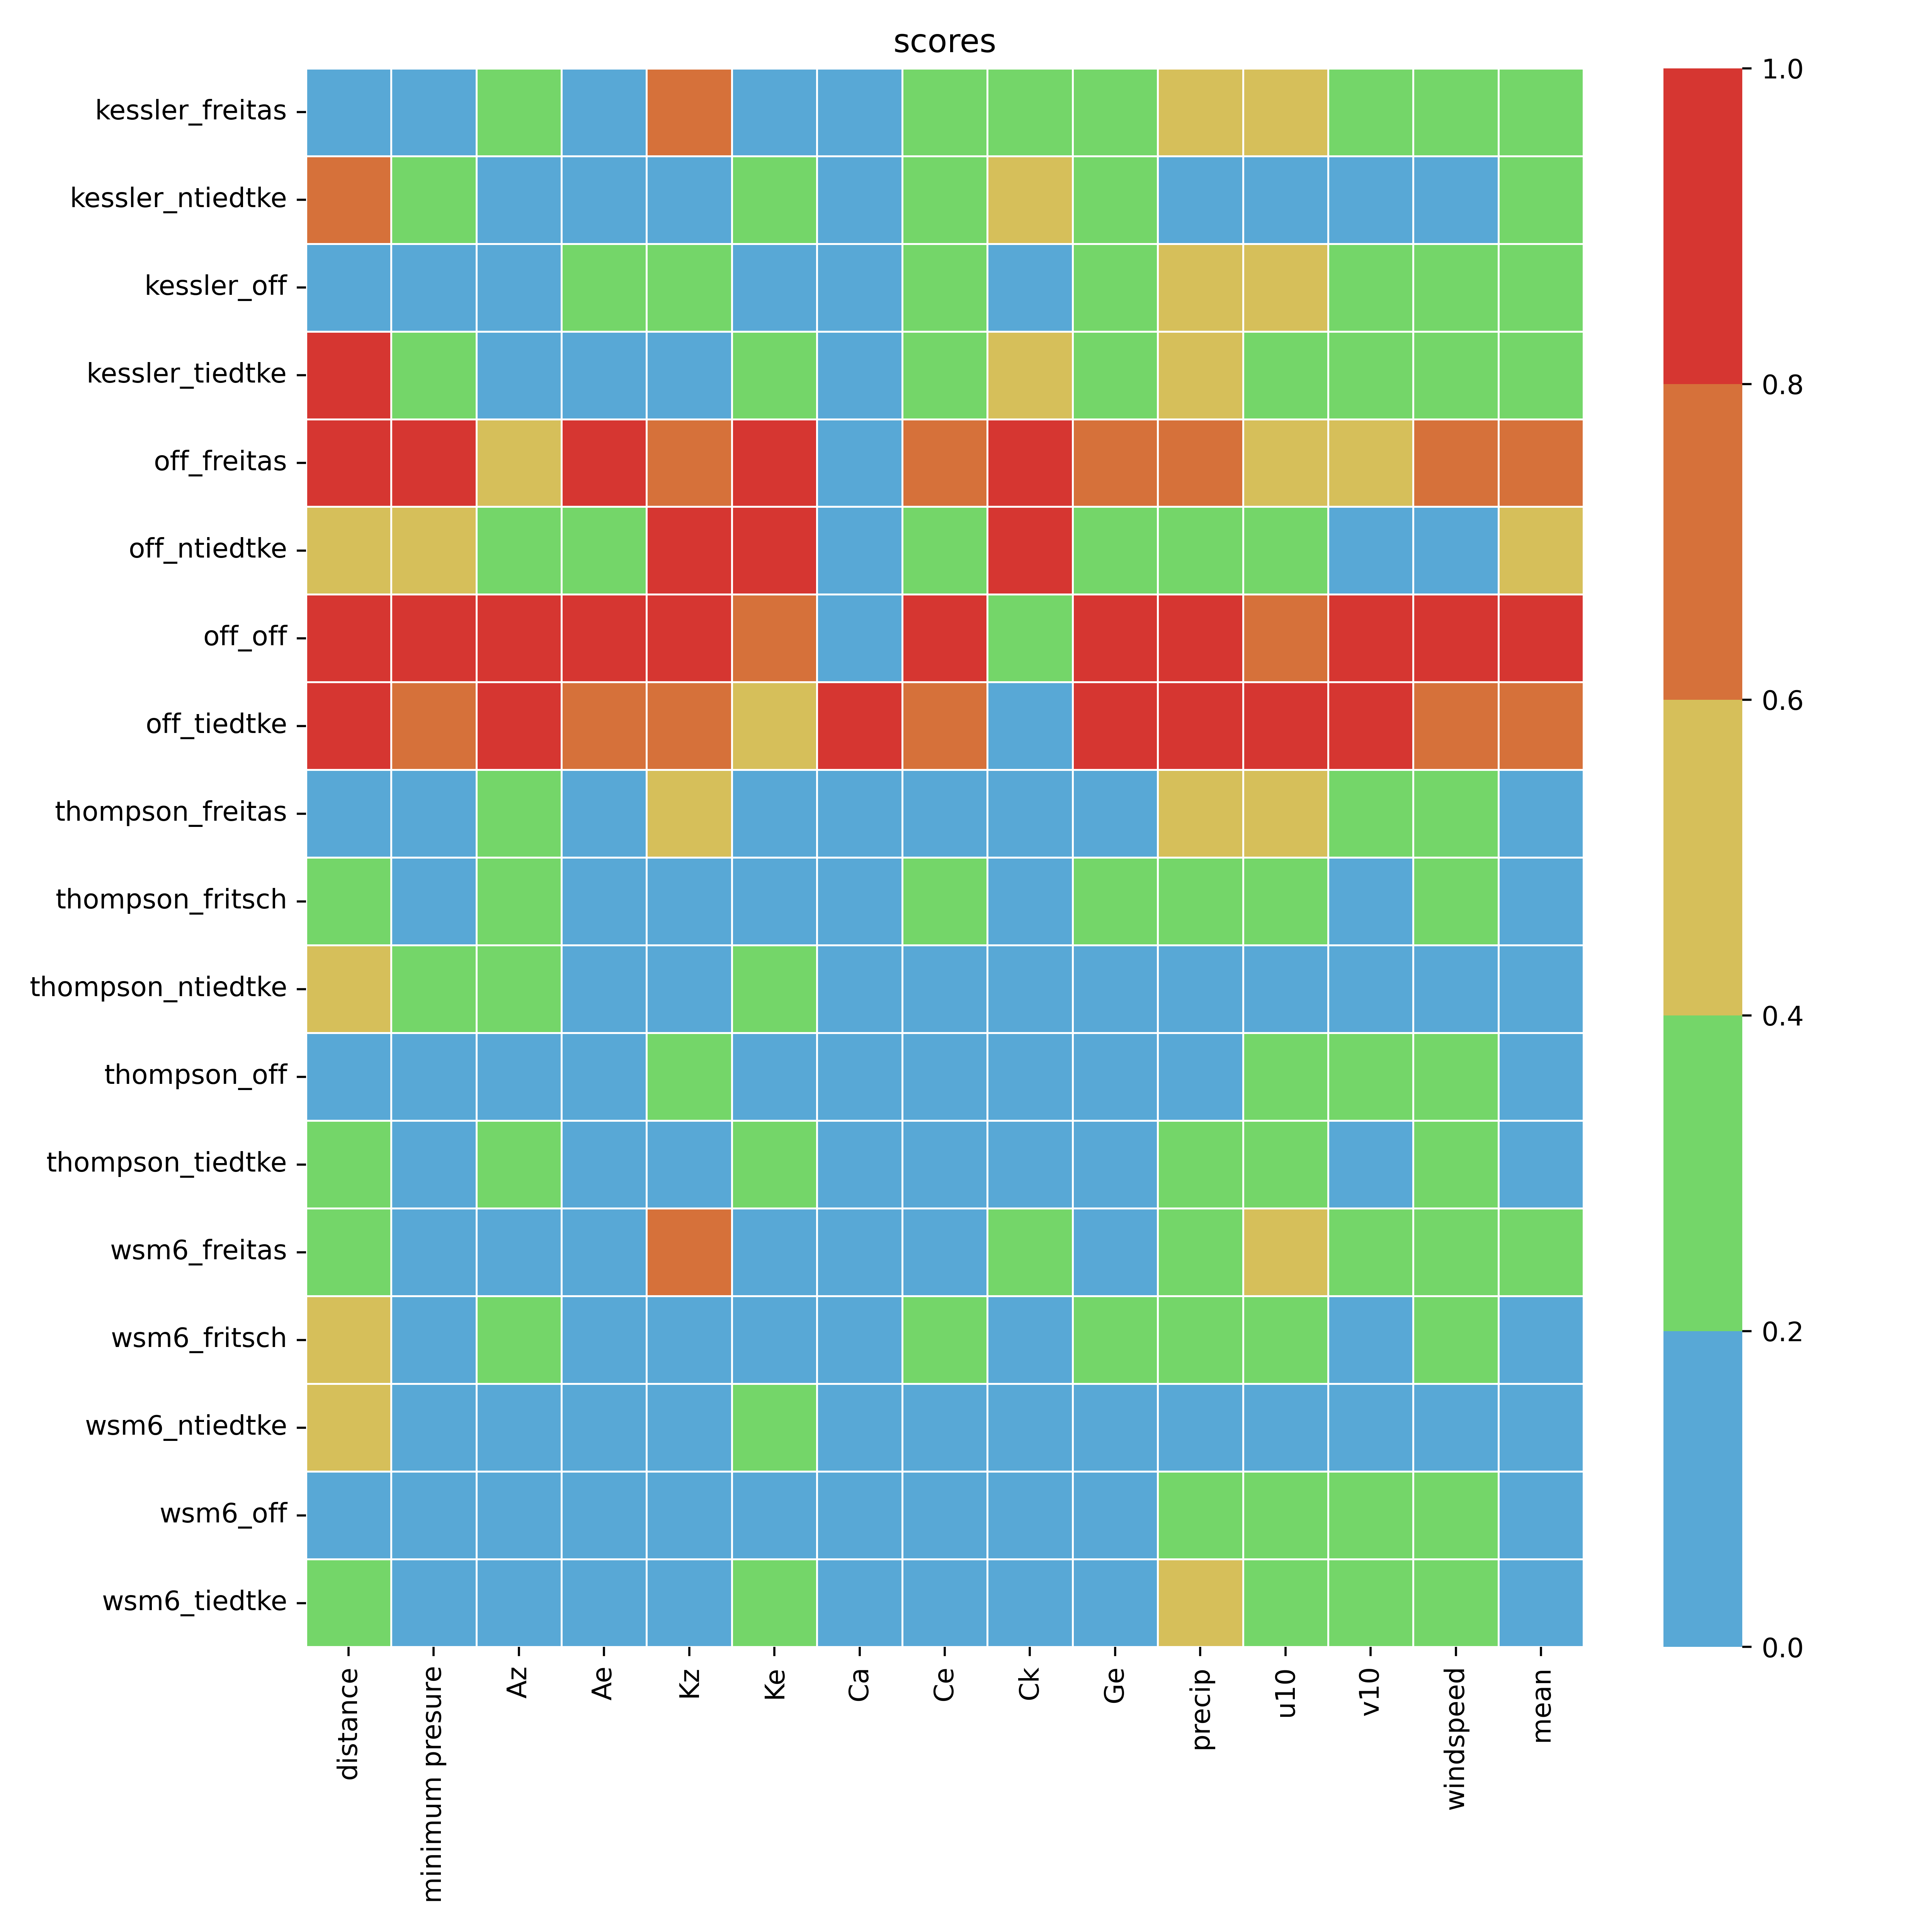 scores
kessler_freitas
kessler_ntiedtke
kessler_off
kessler_tiedtke
off_freitas
off_ntiedtke
off_off
off_tiedtke
thompson_freitas
thompson_fritsch
thompson_ntiedtke
thompson_off
thompson_tiedtke
wsm6_freitas
wsm6_fritsch
wsm6_ntiedtke
wsm6_off
wsm6_tiedtke
distance
minimum presure
Az
Ae
Kz
Ke
Ca
Ce
Ck
Ge
precip
u10
v10
windspeed
mean
1.0
0.8
0.6
0.4
0.2
0.0